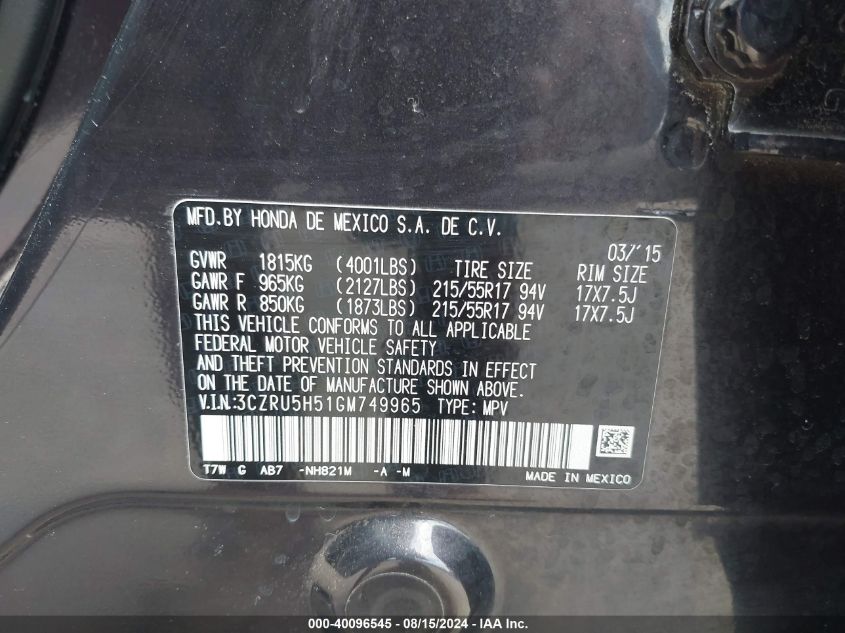 MFD.BY HONDA DE MEXICO S.A. DE C.V.
03/'15
GVWR 1815KG (4001LBS) TIRE SIZE RIM SIZE
GAWR F 965KG (2127LBS) 215/55R17 94V 17X7.5J
GAWR R 850KG (1873LBS) 215/55R17 94V 17X7.5J
THIS VEHICLE CONFORMS TO ALL APPLICABLE
FEDERAL MOTOR VEHICLE SAFETY
AND THEFT PREVENTION STANDARDS IN EFFECT
ON THE DATE OF MANUFACTURE SHOWN ABOVE.
V.I.N.:3CZRU5H51GM749965 TYPE: MPV
T7W G AB7 -NH821M -A -M
MADE IN MEXICO
000-40096545 - 08/15/2024 - IAA Inc.